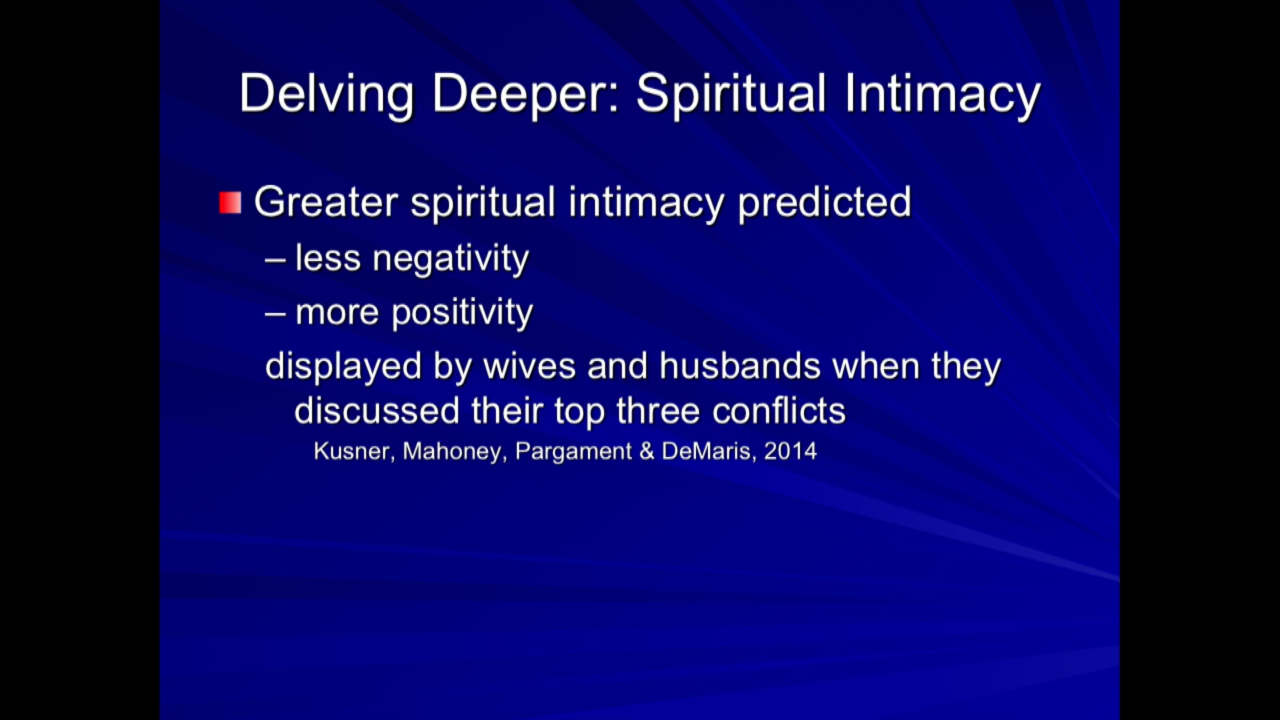 Delving Deeper: Spiritual Intimacy
Greater spiritual intimacy predicted
– less negativity
– more positivity
displayed by wives and husbands when they
discussed their top three conflicts
Kusner, Mahoney, Pargament & DeMaris, 2014